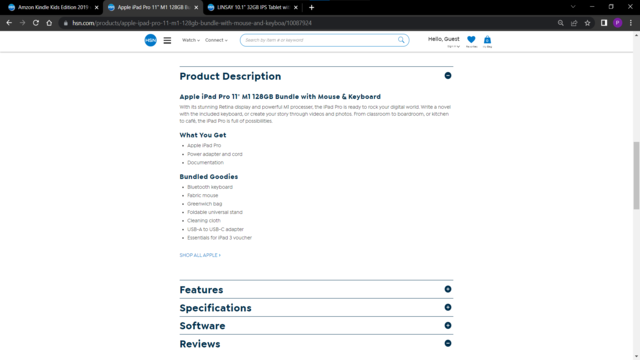 Amazon Kindle Kids Edition 2019
Apple iPad Pro 11" M1 128GB Bun
LINSAY 10.1" 32GB IPS Tablet wit
hsn.com/products/apple-ipad-pro-11-m1-128gb-bundle-with-mouse-and-keyboa/10087924
P
HSN
Watch
Connect
Search by item # or keyword
Hello, Guest
Product Description
Apple iPad Pro 11" M1 128GB Bundle with Mouse & Keyboard
With its stunning Retina display and powerful M1 processer, the iPad Pro is ready to rock your digital world. Write a novel
with the included keyboard, or create your story through videos and photos. From classroom to boardroom, or kitchen
to café, the iPad Pro is full of possibilities.
What You Get
Apple iPad Pro
Power adapter and cord
Documentation
Bundled Goodies
Bluetooth keyboard
Fabric mouse
Greenwich bag
Foldable universal stand
Cleaning cloth
USB-A to USB-C adapter
Essentials for iPad 3 voucher
SHOP ALL APPLE >
Features
Specifications
Software
Reviews